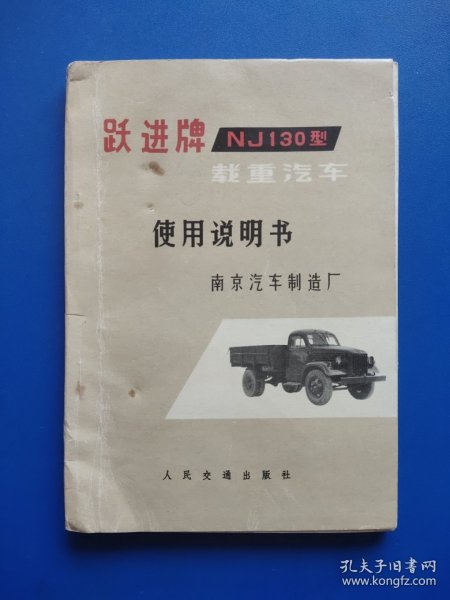 跃进牌 NJ130型
载重汽车
使用说明书
南京汽车制造厂
人民交通出版社
孔夫子旧书网
www.kongfz.com